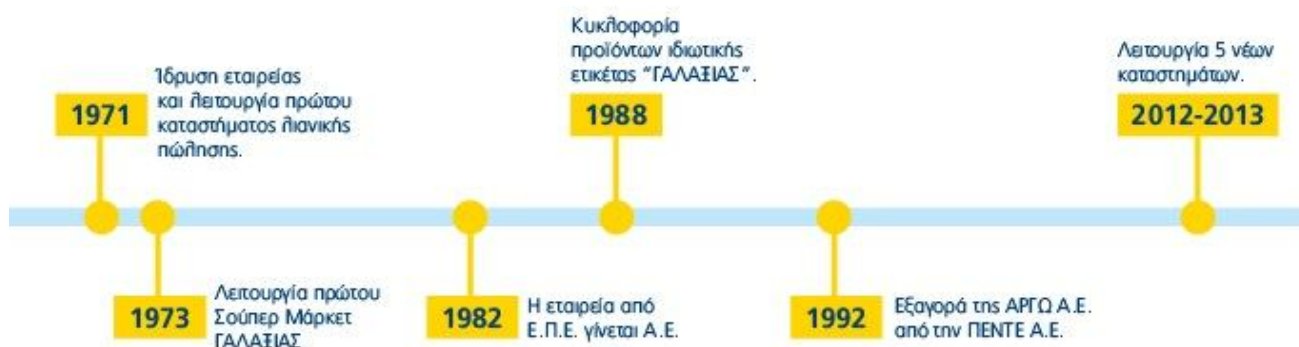 1971
Ίδρυση εταιρείας
και λειτουργία πρώτου
καταστήματος λιανικής
πώλησης.
1973
Λειτουργία πρώτου
Σούπερ Μάρκετ
ΓΑΛΑΞΙΑΣ
1982
Η εταιρεία από
Ε.Π.Ε. γίνεται Α.Ε.
Κυκλοφορία
προϊόντων ιδιωτικής
ετικέτας “ΓΑΛΑΞΙΑΣ”.
1988
1992
Εξαγορά της ΑΡΓΩ Α.Ε.
από την ΠΕΝΤΕ Α.Ε.
Λειτουργία 5 νέων
καταστημάτων.
2012-2013